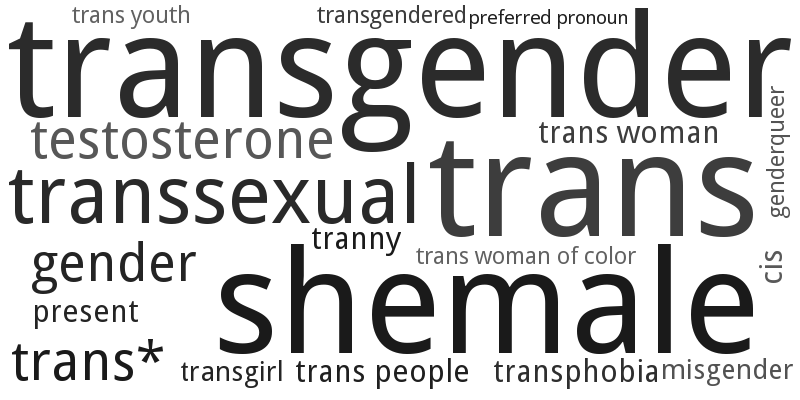 trans youth
transgendered
preferred pronoun
transgender
testosterone
trans woman
genderqueer
transsexual
trans
tranny
gender
trans woman of color
cis
shemale
present
trans*
transgirl
trans people
transphobia
misgender